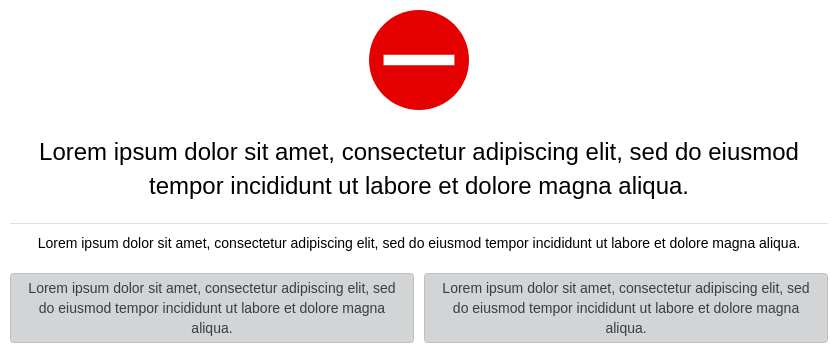 Lorem ipsum dolor sit amet, consectetur adipiscing elit, sed do eiusmod
tempor incididunt ut labore et dolore magna aliqua.
Lorem ipsum dolor sit amet, consectetur adipiscing elit, sed do eiusmod tempor incididunt ut labore et dolore magna aliqua.
Lorem ipsum dolor sit amet, consectetur adipiscing elit, sed
do eiusmod tempor incididunt ut labore et dolore magna
aliqua.
Lorem ipsum dolor sit amet, consectetur adipiscing elit, sed
do eiusmod tempor incididunt ut labore et dolore magna
aliqua.